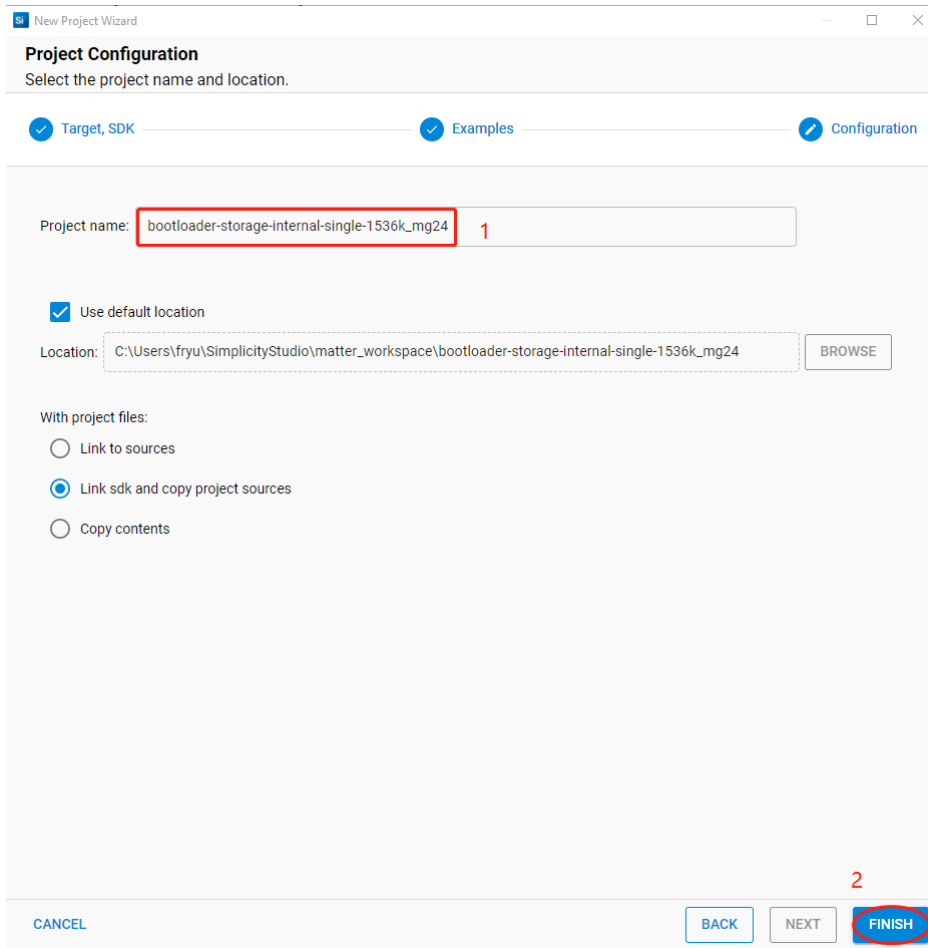 Si
New Project Wizard
Project Configuration
Select the project name and location.
Target, SDK
Examples
Configuration
Project name: bootloader-storage-internal-single-1536k_mg24 1
Use default location
Location: C:\Users\fryu\SimplicityStudio\matter_workspace\bootloader-storage-internal-single-1536k_mg24 BROWSE
With project files:
Link to sources
Link sdk and copy project sources
Copy contents
2
CANCEL BACK NEXT FINISH